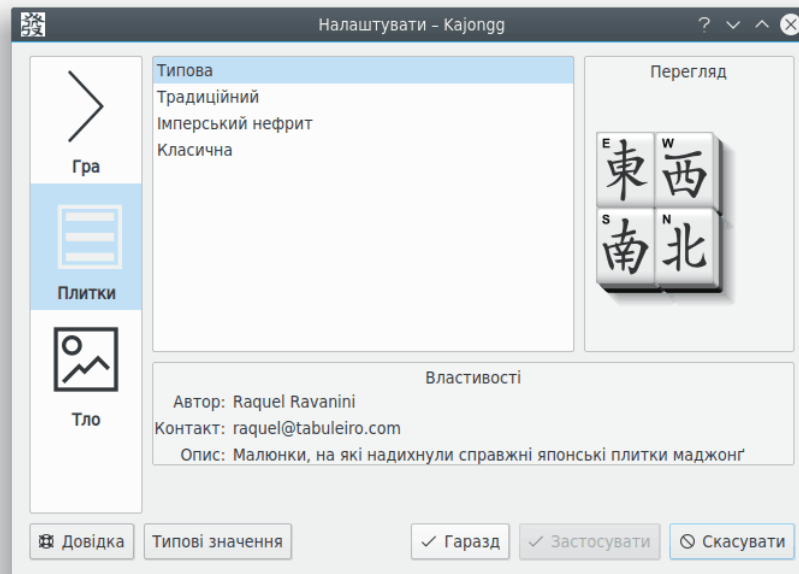 發
Налаштувати – Kajongg
Гра
Плитки
Тло
Типова
Традиційний
Імперський нефрит
Класична
Перегляд
E 東 W 西
S 南 N 北
Властивості
Автор: Raquel Ravanini
Контакт: raquel@tabuleiro.com
Опис: Малюнки, на які надихнули справжні японські плитки маджонґ
Довідка
Типові значення
Гаразд
Застосувати
Скасувати